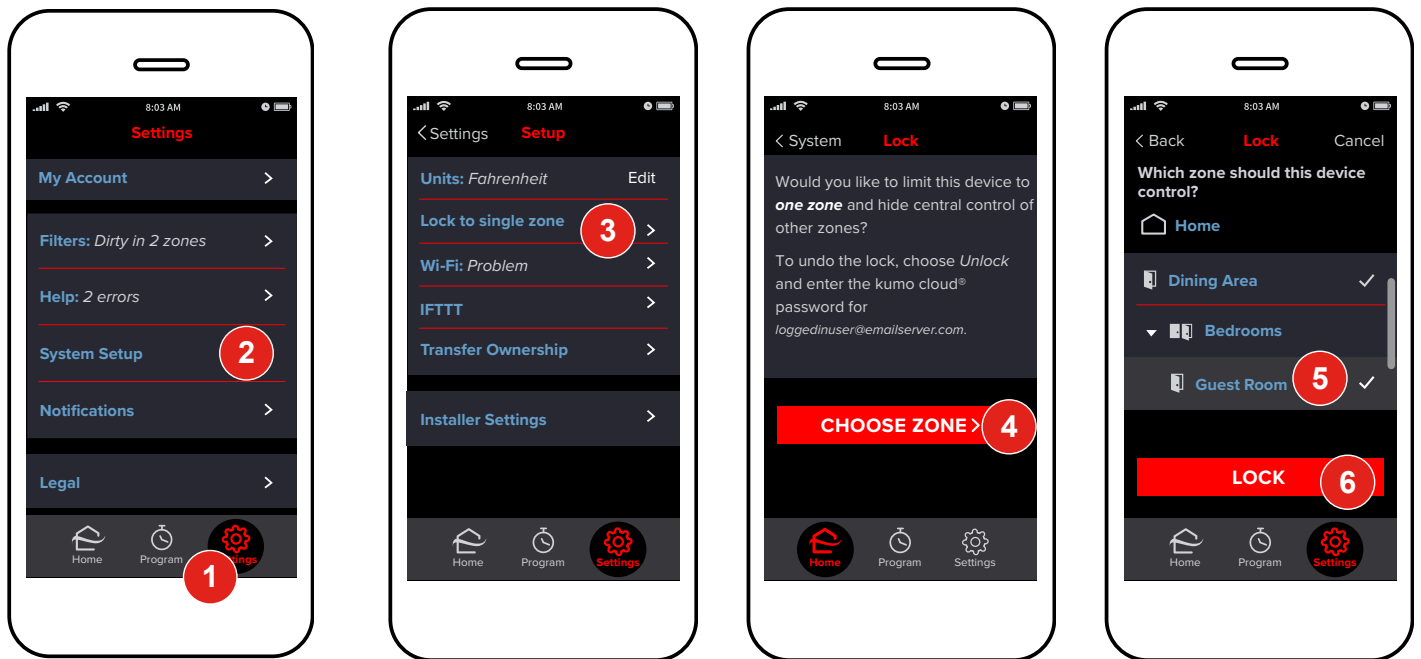 8:03 AM
Settings
My Account
Filters: Dirty in 2 zones
Help: 2 errors
System Setup
2
Notifications
Legal
Home
Program
1
8:03 AM
Settings
Setup
Units: Fahrenheit
Edit
Lock to single zone
3
Wi-Fi: Problem
IFTTT
Transfer Ownership
Installer Settings
Home
Program
Settings
8:03 AM
System
Lock
Would you like to limit this device to
one zone and hide central control of
other zones?
To undo the lock, choose Unlock
and enter the kumo cloud®
password for
loggedinuser@emailserver.com.
CHOOSE ZONE
4
Home
Program
Settings
8:03 AM
Back
Lock
Cancel
Which zone should this device
control?
Home
Dining Area
Bedrooms
Guest Room
5
LOCK
6
Home
Program
Settings